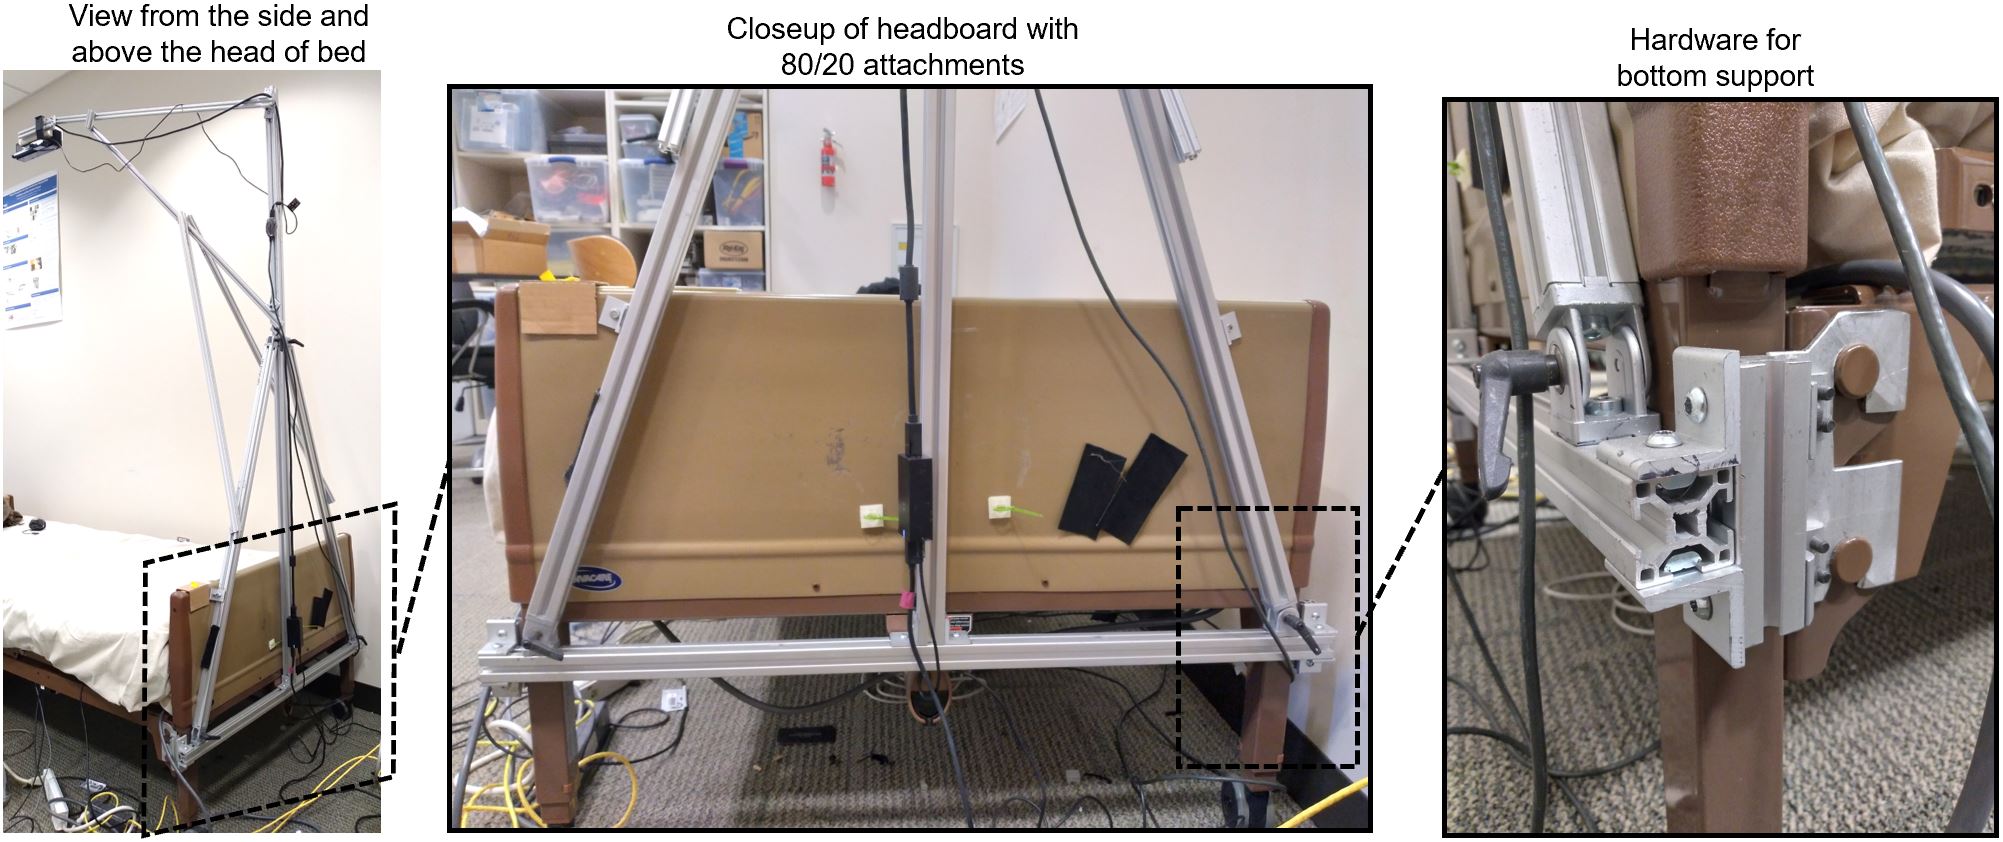 View from the side and
above the head of bed
Closeup of headboard with
80/20 attachments
Hardware for
bottom support
INVACARE